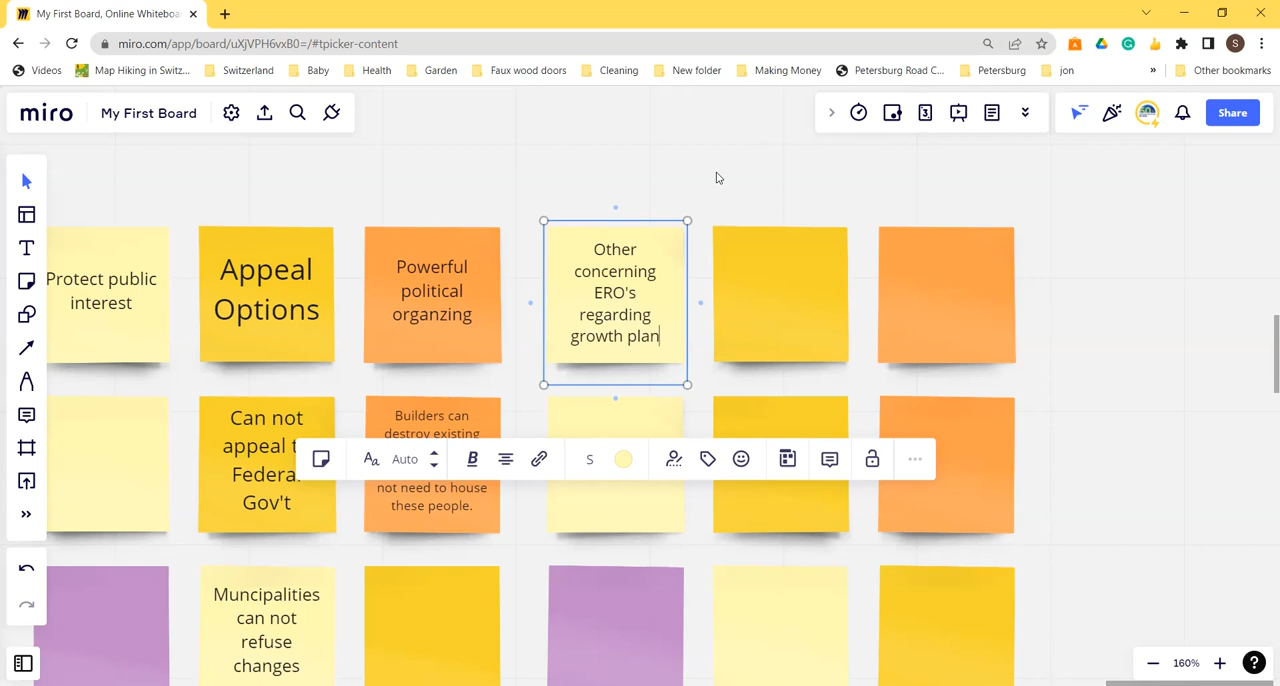 My First Board, Online Whiteboa
miro.com/app/board/uXjVPH6vxB0=/#tpicker-content
S
Videos
Map Hiking in Switz...
Switzerland
Baby
Health
Garden
Faux wood doors
Cleaning
New folder
Making Money
Petersburg Road C...
Petersburg
jon
»
Other bookmarks
miro
My First Board
3
Share
Protect public
interest
Appeal
Options
Powerful
political
organzing
Other
concerning
ERO's
regarding
growth plan
Can not
appeal t
Federa
Gov't
Builders can
destroy existing
not need to house
these people.
Aa
Auto
B
S
Muncipalities
can not
refuse
changes
160%
?